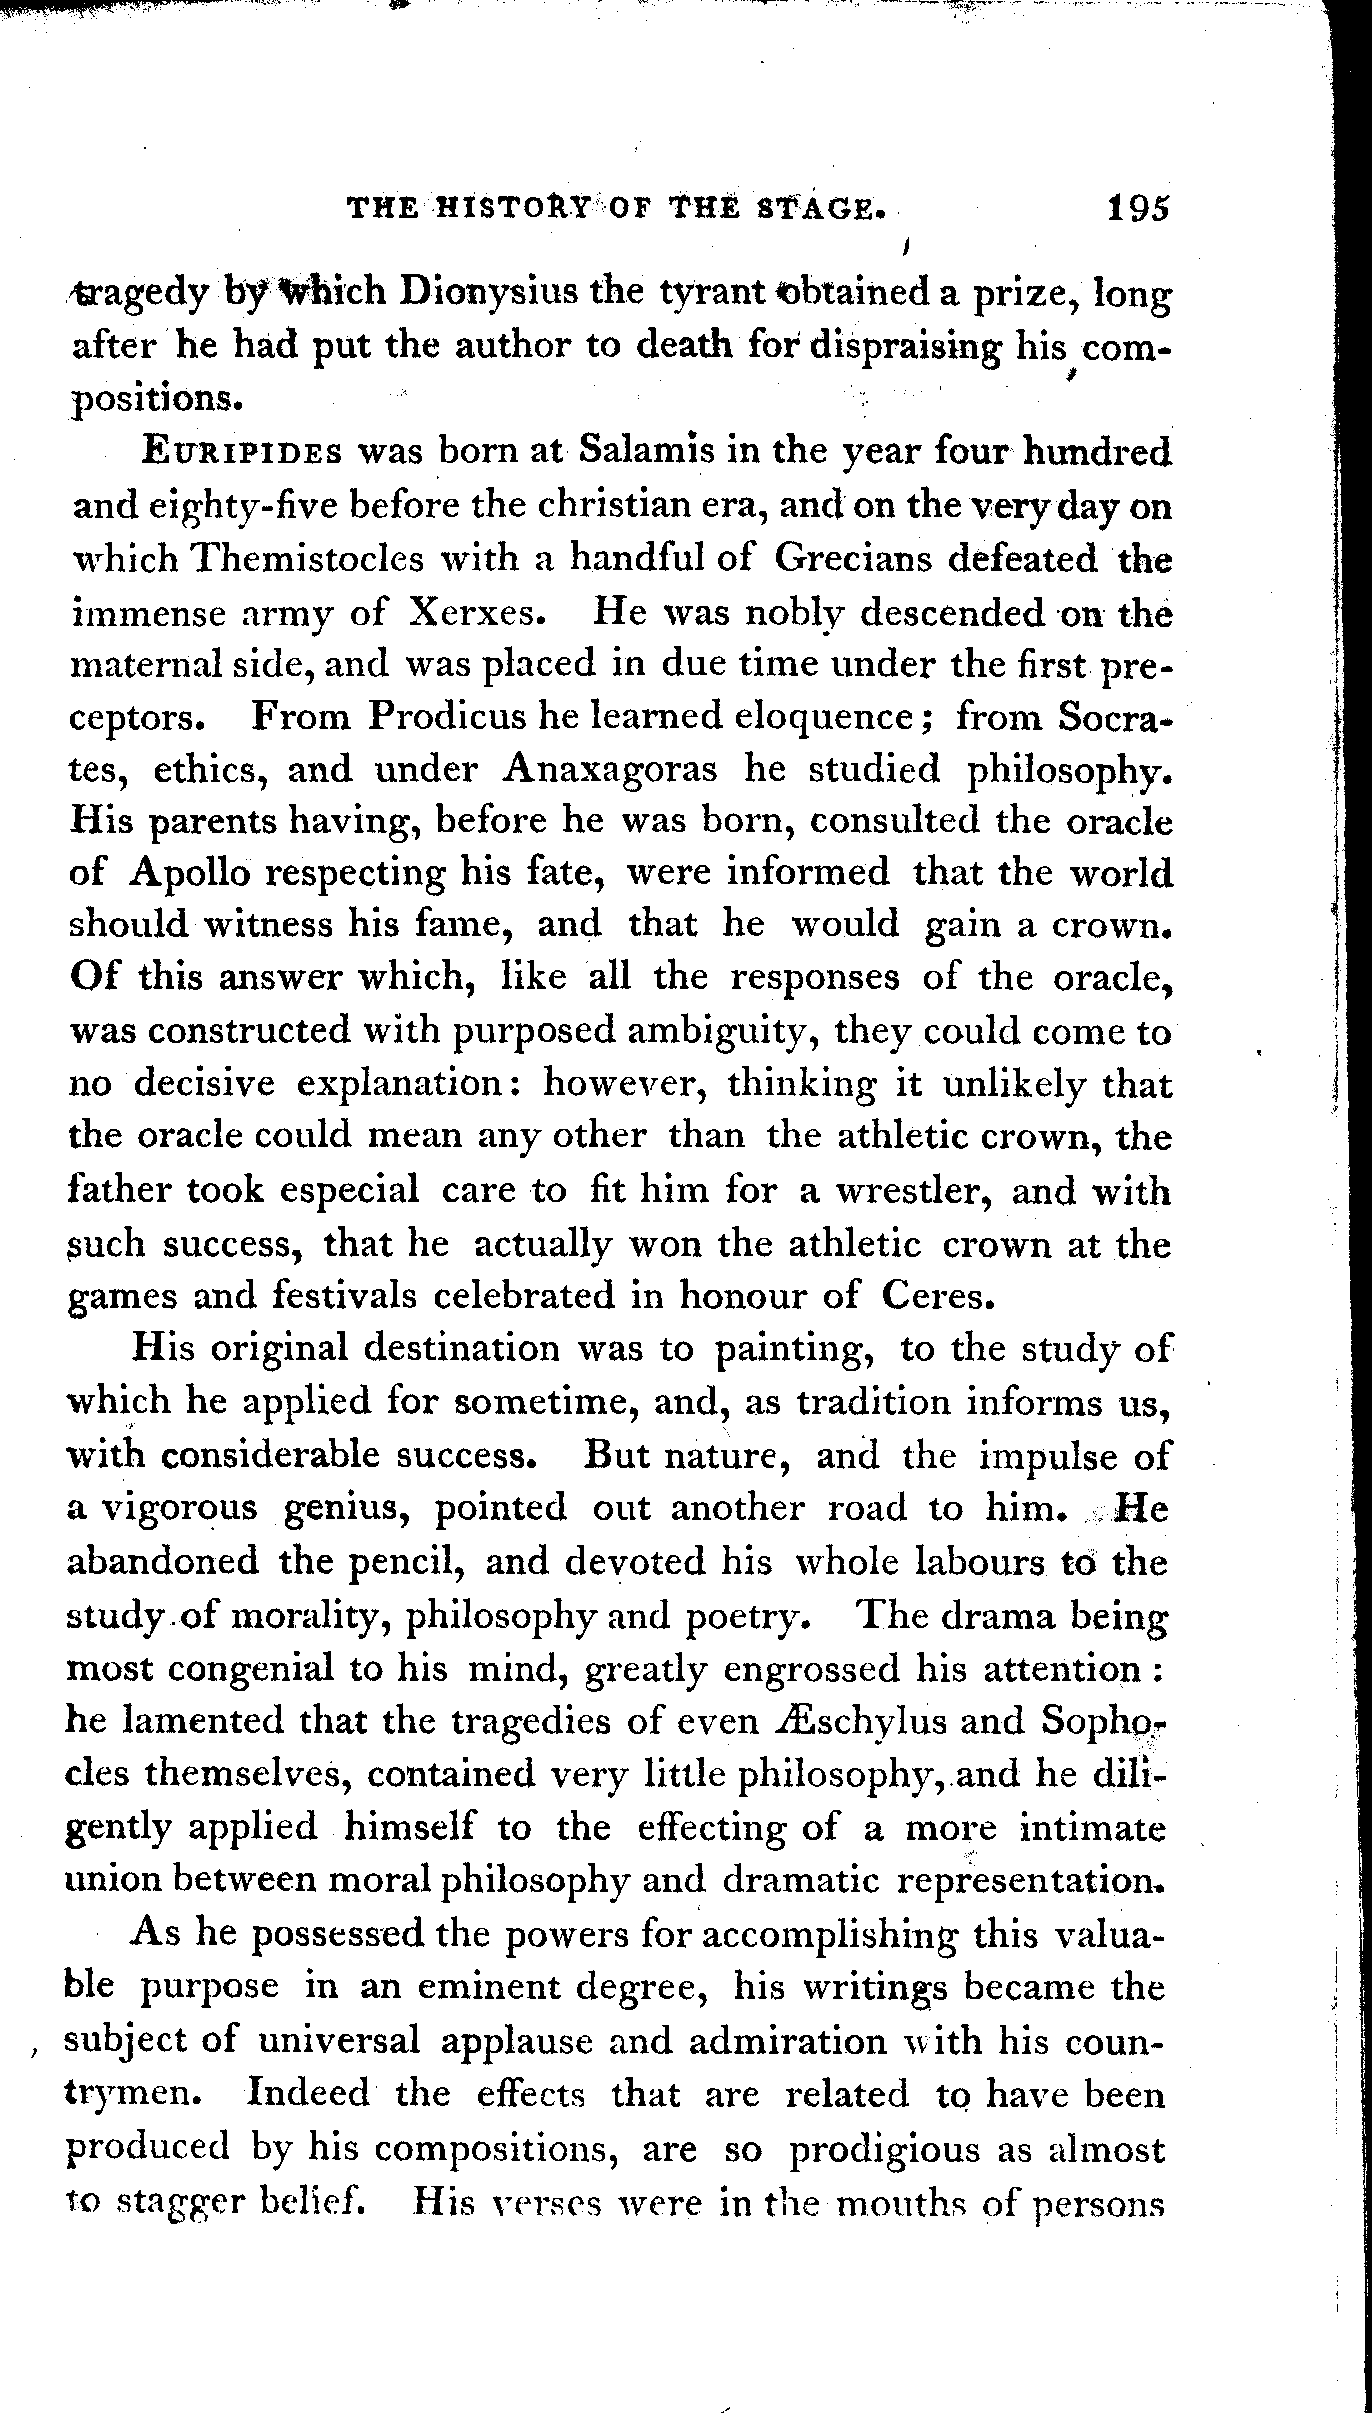 THE HISTORY OF THE STAGE. 195
tragedy by which Dionysius the tyrant obtained a prize, long
after he had put the author to death for dispraising his com-
positions.
EURIPIDES was born at Salamis in the year four hundred
and eighty-five before the christian era, and on the very day on
which Themistocles with a handful of Grecians defeated the
immense army of Xerxes. He was nobly descended on the
maternal side, and was placed in due time under the first pre-
ceptors. From Prodicus he learned eloquence; from Socra-
tes, ethics, and under Anaxagoras he studied philosophy.
His parents having, before he was born, consulted the oracle
of Apollo respecting his fate, were informed that the world
should witness his fame, and that he would gain a crown.
Of this answer which, like all the responses of the oracle,
was constructed with purposed ambiguity, they could come to
no decisive explanation: however, thinking it unlikely that
the oracle could mean any other than the athletic crown, the
father took especial care to fit him for a wrestler, and with
such success, that he actually won the athletic crown at the
games and festivals celebrated in honour of Ceres.
His original destination was to painting, to the study of
which he applied for sometime, and, as tradition informs us,
with considerable success. But nature, and the impulse of
a vigorous genius, pointed out another road to him. He
abandoned the pencil, and devoted his whole labours to the
study of morality, philosophy and poetry. The drama being
most congenial to his mind, greatly engrossed his attention :
he lamented that the tragedies of even Æschylus and Sopho-
cles themselves, contained very little philosophy, and he dili-
gently applied himself to the effecting of a more intimate
union between moral philosophy and dramatic representation.
As he possessed the powers for accomplishing this valua-
ble purpose in an eminent degree, his writings became the
subject of universal applause and admiration with his coun-
trymen. Indeed the effects that are related to have been
produced by his compositions, are so prodigious as almost
to stagger belief. His verses were in the mouths of persons